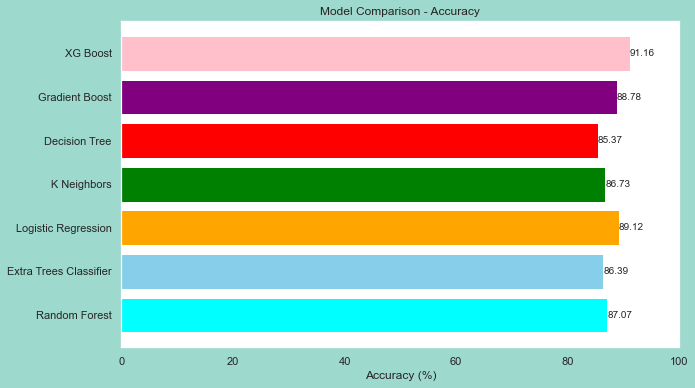 Model Comparison - Accuracy
XG Boost
91.16
Gradient Boost
88.78
Decision Tree
85.37
K Neighbors
86.73
Logistic Regression
89.12
Extra Trees Classifier
86.39
Random Forest
87.07
0 20 40 60 80 100
Accuracy (%)